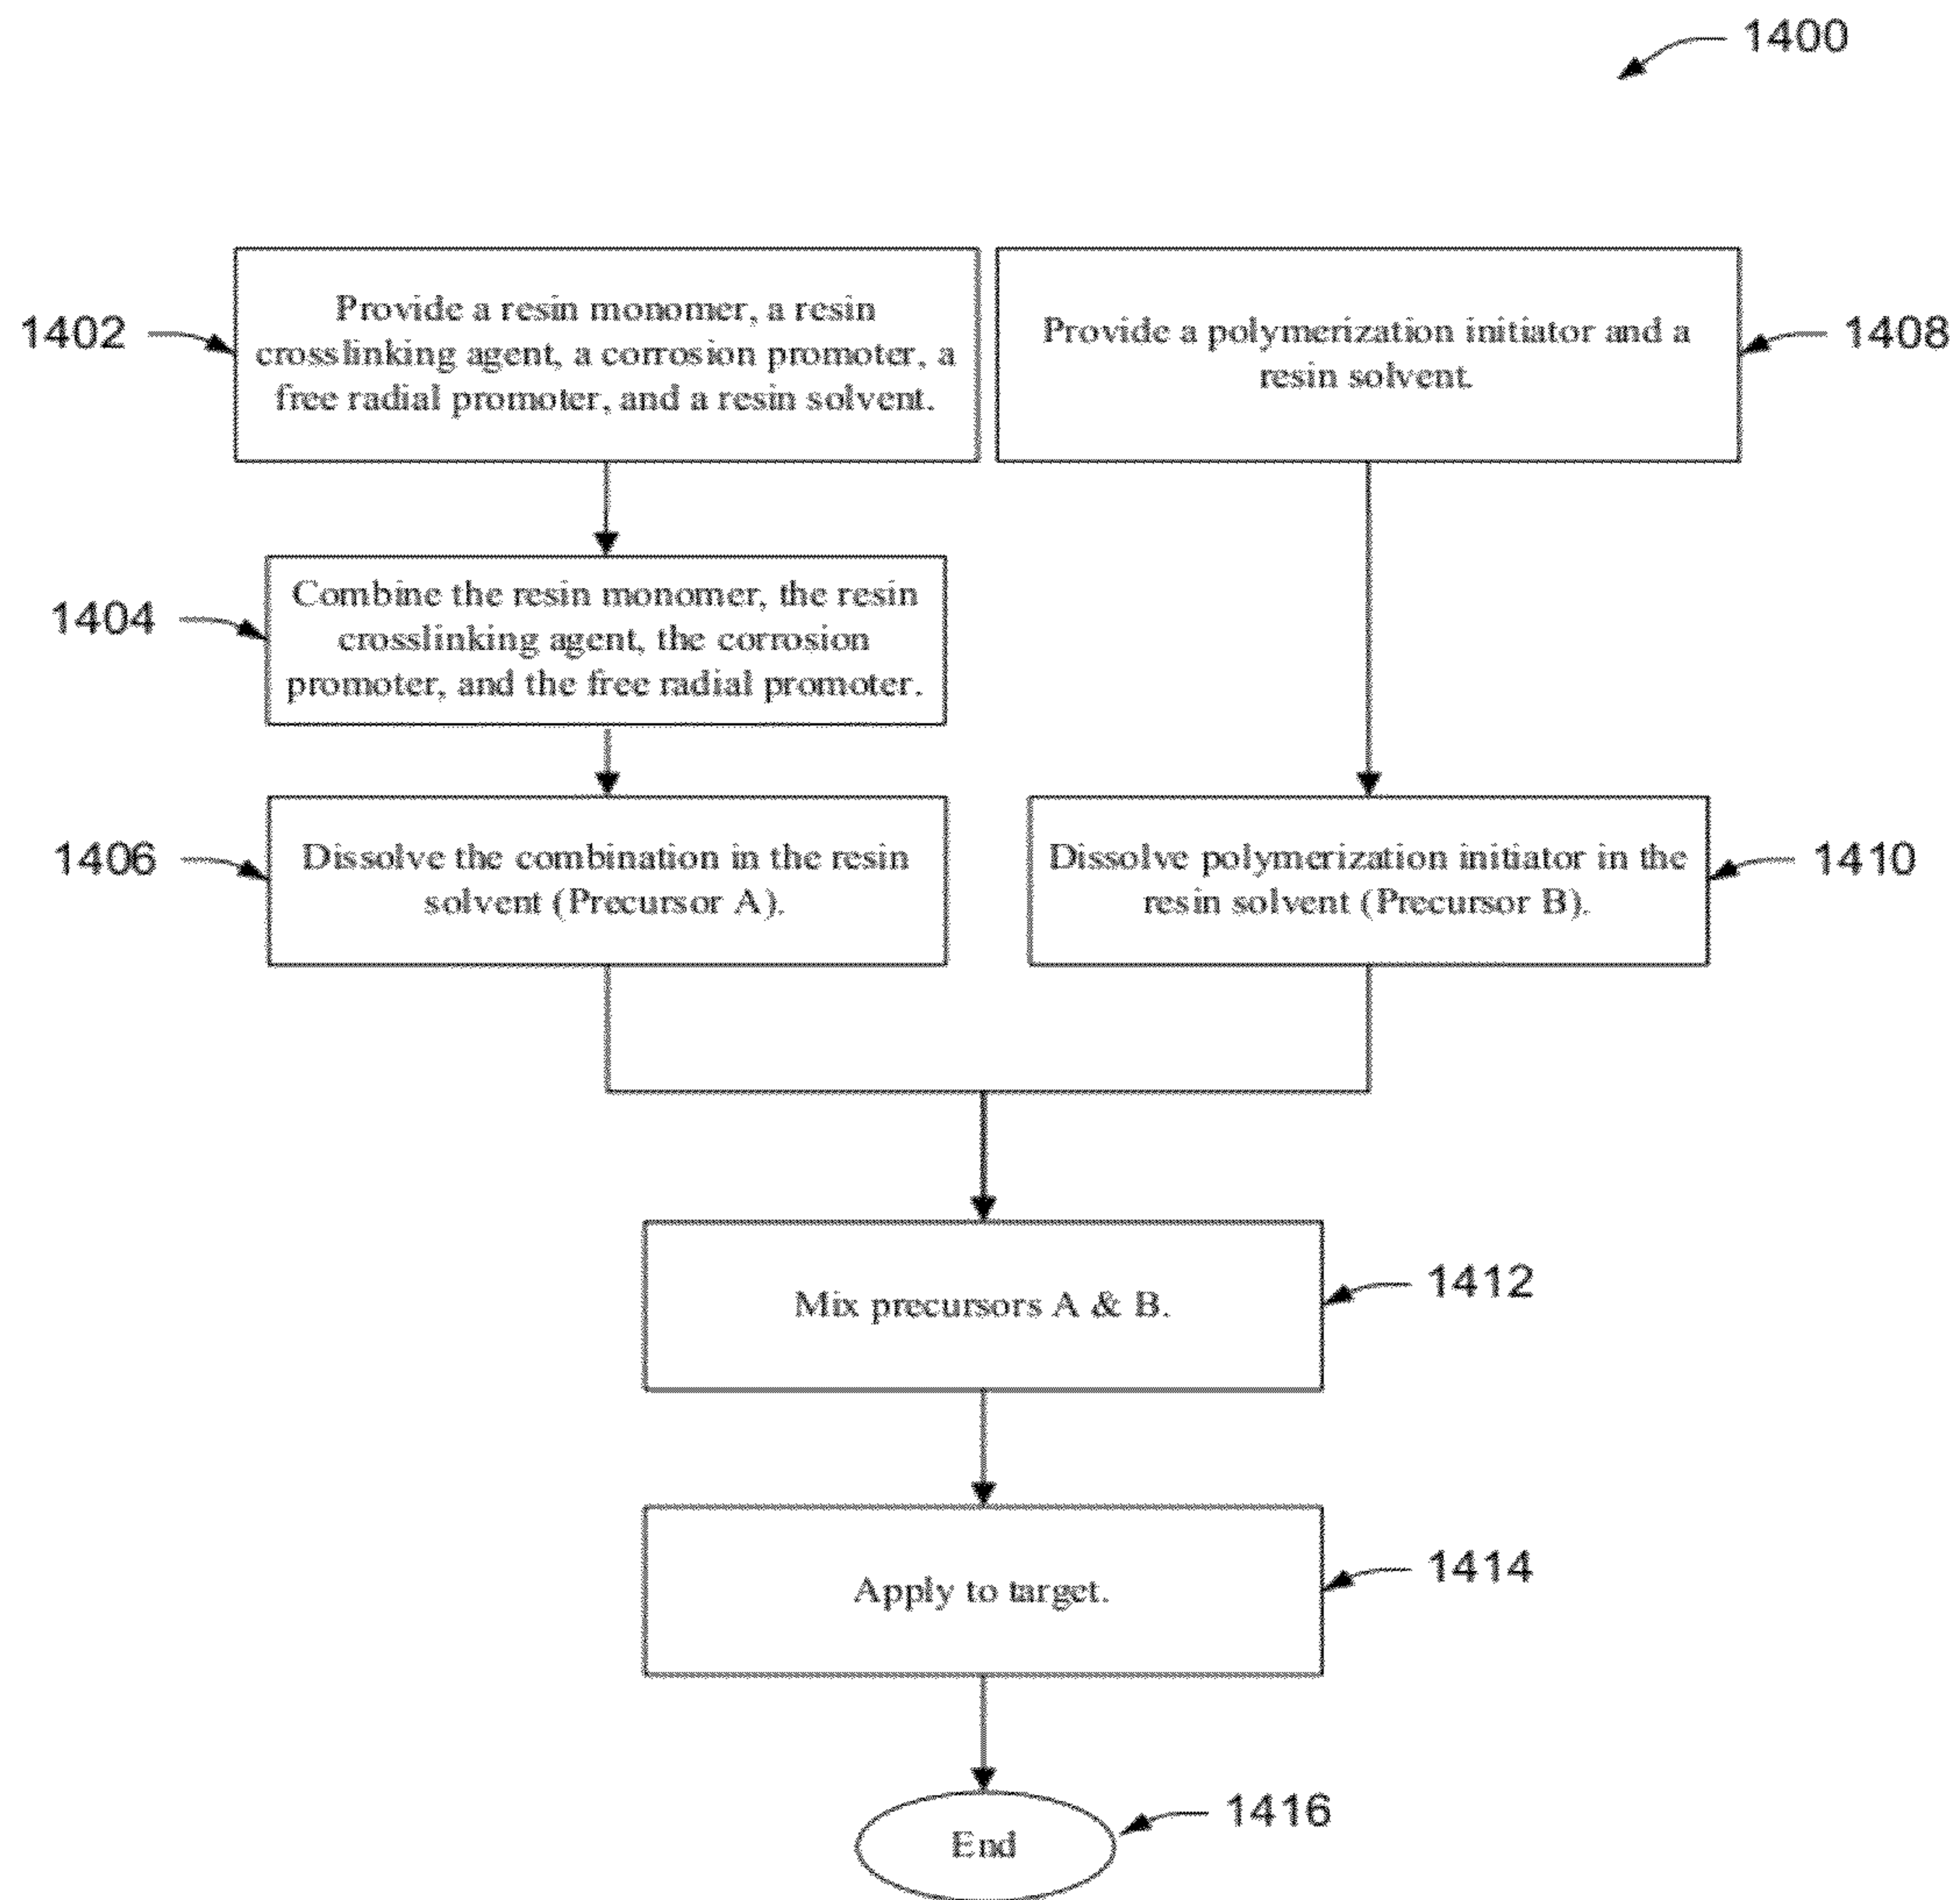 1400
1402
Provide a resin monomer, a resin
crosslinking agent, a corrosion promoter, a
free radial promoter, and a resin solvent.
Provide a polymerization initiator and a
resin solvent.
1408
1404
Combine the resin monomer, the resin
crosslinking agent, the corrosion
promoter, and the free radial promoter.
1406
Dissolve the combination in the resin
solvent (Precursor A).
Dissolve polymerization initiator in the
resin solvent (Precursor B).
1410
Mix precursors A & B.
1412
Apply to target.
1414
End
1416